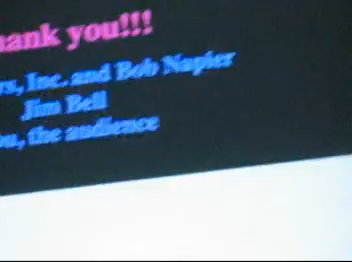 hank you!!!
rs, Inc. and Bob Napier
Jim Bell
ou, the audience